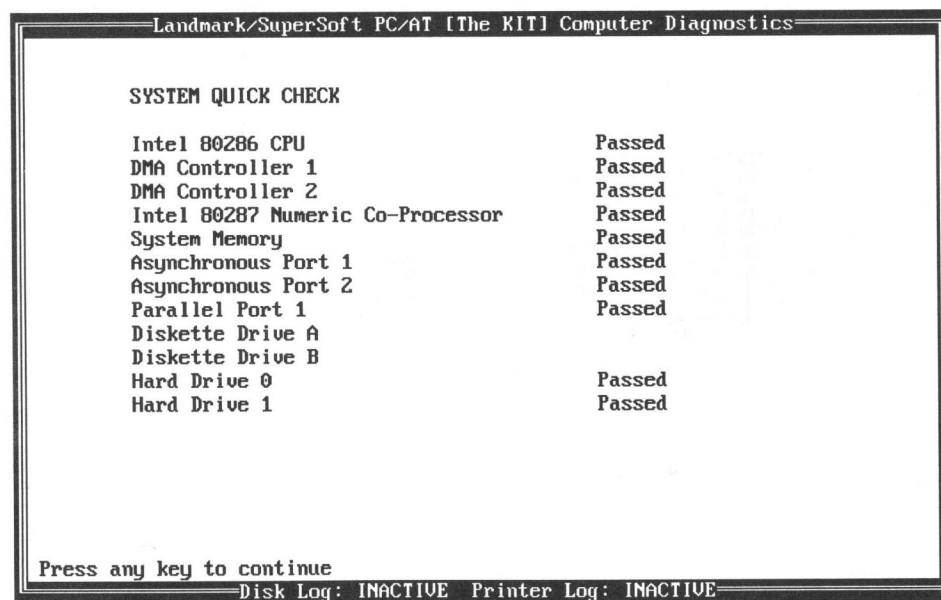 Landmark/SuperSoft PC/AT [The KIT] Computer Diagnostics
SYSTEM QUICK CHECK
Intel 80286 CPU Passed
DMA Controller 1 Passed
DMA Controller 2 Passed
Intel 80287 Numeric Co-Processor Passed
System Memory Passed
Asynchronous Port 1 Passed
Asynchronous Port 2 Passed
Parallel Port 1 Passed
Diskette Drive A
Diskette Drive B
Hard Drive 0 Passed
Hard Drive 1 Passed
Press any key to continue
Disk Log: INACTIVE Printer Log: INACTIVE